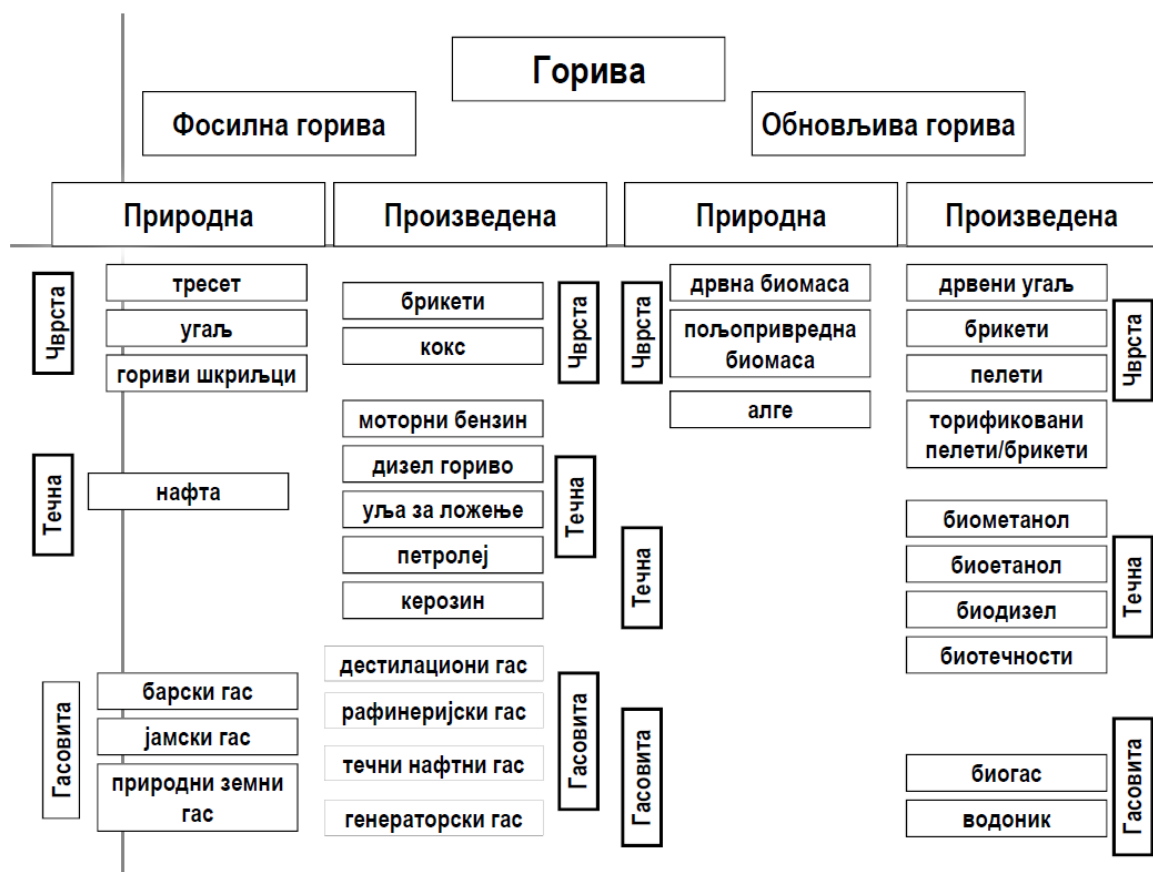 Горива
Фосилна горива
Обновљива горива
Природна
Произведена
Природна
Произведена
Чврста
тресет
угаљ
гориви шкриљци
Течна
нафта
Гасовита
барски гас
јамски гас
природни земни
гас
брикети
кокс
Чврста
моторни бензин
дизел гориво
уља за ложење
петролеј
керозин
Течна
дестилациони гас
рафинеријски гас
течни нафтни гас
генераторски гас
Гасовита
Чврста
дрвна биомаса
пољопривредна
биомаса
алге
Течна
Гасовита
дрвени угаљ
брикети
пелети
торификовани
пелети/брикети
Чврста
биометанол
биоетанол
биодизел
биотечности
Течна
биогас
водоник
Гасовита